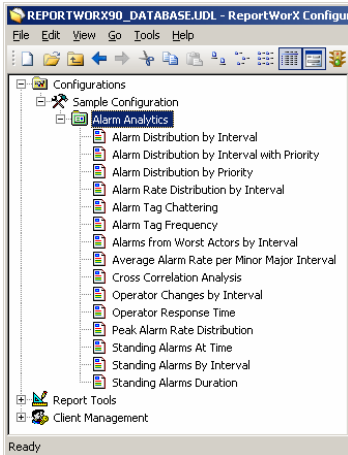 REPORTWORX90_DATABASE.UDL - ReportWorX Configur
File Edit View Go Tools Help
Configurations
Sample Configuration
Alarm Analytics
Alarm Distribution by Interval
Alarm Distribution by Interval with Priority
Alarm Distribution by Priority
Alarm Rate Distribution by Interval
Alarm Tag Chattering
Alarm Tag Frequency
Alarms from Worst Actors by Interval
Average Alarm Rate per Minor Major Interval
Cross Correlation Analysis
Operator Changes by Interval
Operator Response Time
Peak Alarm Rate Distribution
Standing Alarms At Time
Standing Alarms By Interval
Standing Alarms Duration
Report Tools
Client Management
Ready